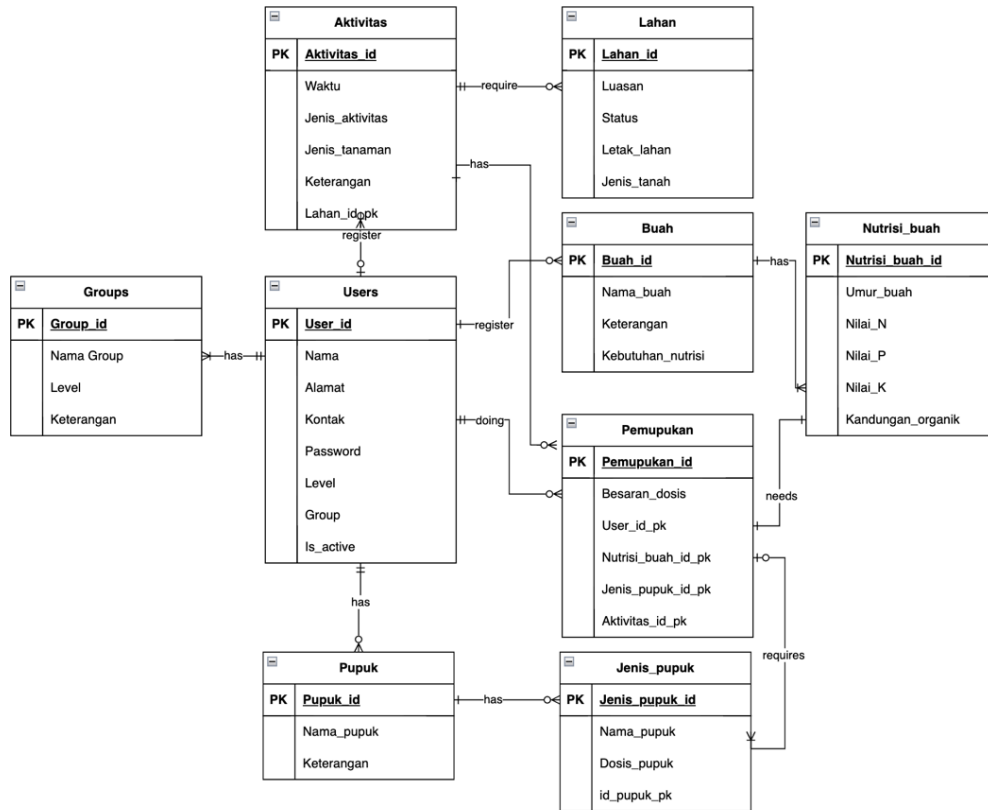 Aktivitas
PK Aktivitas_id
Waktu
Jenis_aktivitas
Jenis_tanaman
Keterangan
Lahan_id_pk
require
Lahan
PK Lahan_id
Luasan
Status
Letak_lahan
Jenis_tanah
has
register
Buah
PK Buah_id
Nama_buah
Keterangan
Kebutuhan_nutrisi
has
Nutrisi_buah
PK Nutrisi_buah_id
Umur_buah
Nilai_N
Nilai_P
Nilai_K
Kandungan_organik
Groups
PK Group_id
Nama Group
Level
Keterangan
has
Users
PK User_id
Nama
Alamat
Kontak
Password
Level
Group
Is_active
register
doing
Pemupukan
PK Pemupukan_id
Besaran_dosis
User_id_pk
Nutrisi_buah_id_pk
Jenis_pupuk_id_pk
Aktivitas_id_pk
needs
has
requires
Pupuk
PK Pupuk_id
Nama_pupuk
Keterangan
has
Jenis_pupuk
PK Jenis_pupuk_id
Nama_pupuk
Dosis_pupuk
id_pupuk_pk